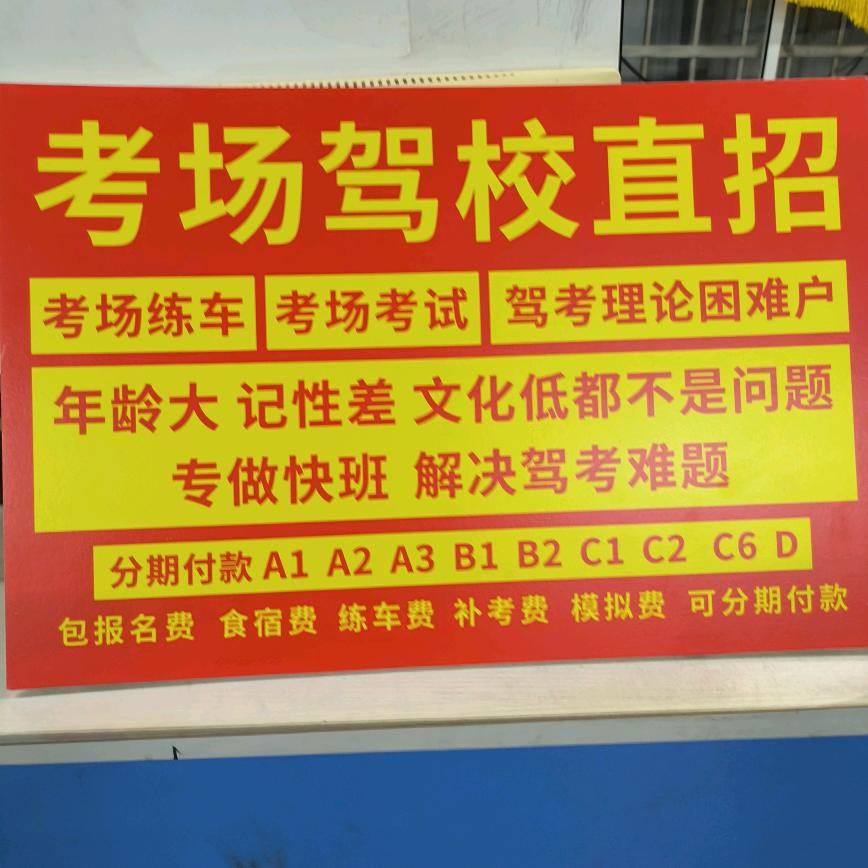 考场驾校直招
考场练车 考场考试 驾考理论困难户
年龄大 记性差 文化低都不是问题
专做快班 解决驾考难题
分期付款 A1 A2 A3 B1 B2 C1 C2 C6 D
包报名费 食宿费 练车费 补考费 模拟费 可分期付款